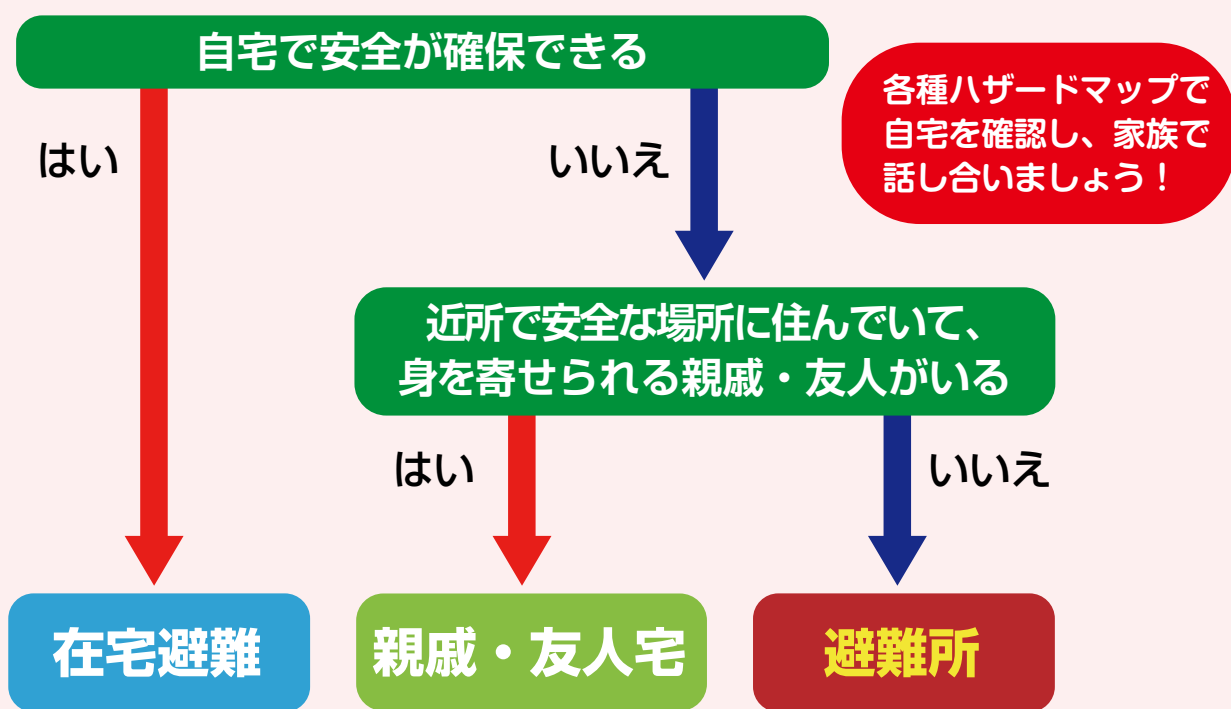 自宅で安全が確保できる
各種ハザードマップで
自宅を確認し、家族で
話し合いましょう！
はい
いいえ
近所で安全な場所に住んでいて、
身を寄せられる親戚・友人がいる
はい
いいえ
在宅避難
親戚・友人宅
避難所